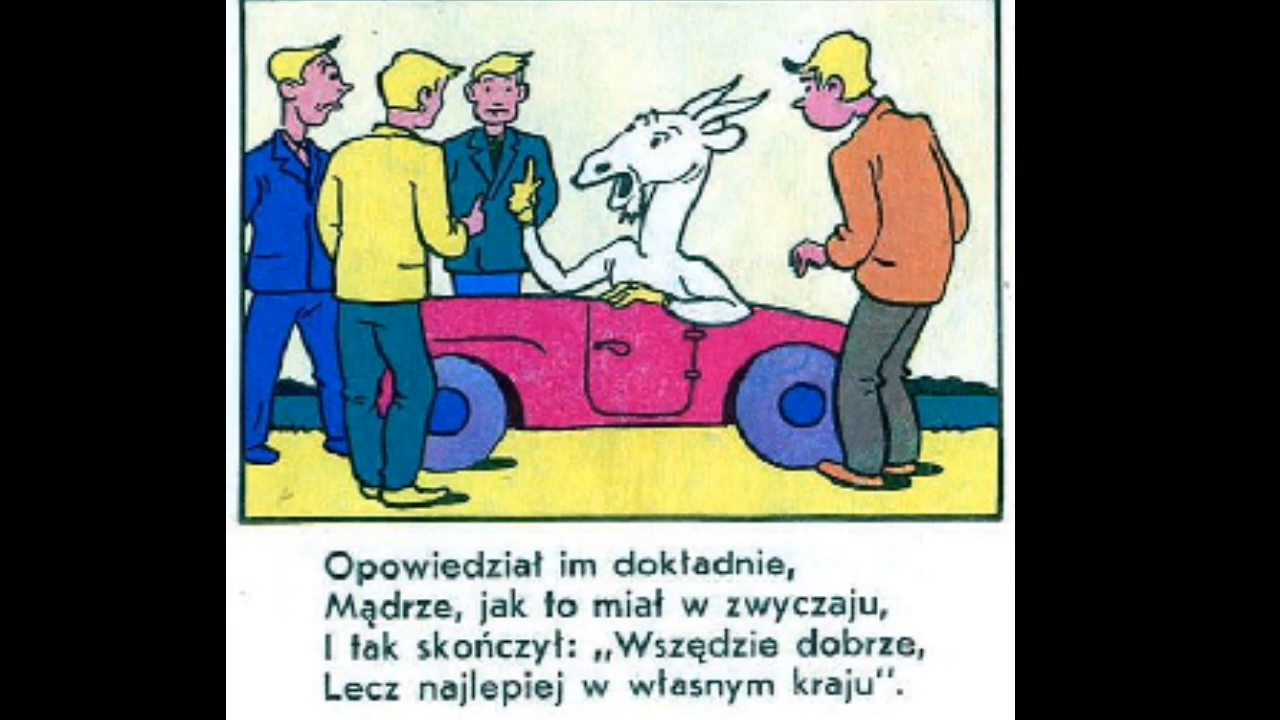 Opowiedział im dokładnie,
Mądrze, jak to miał w zwyczaju,
I tak skończył: „Wszędzie dobrze,
Lecz najlepiej w własnym kraju".